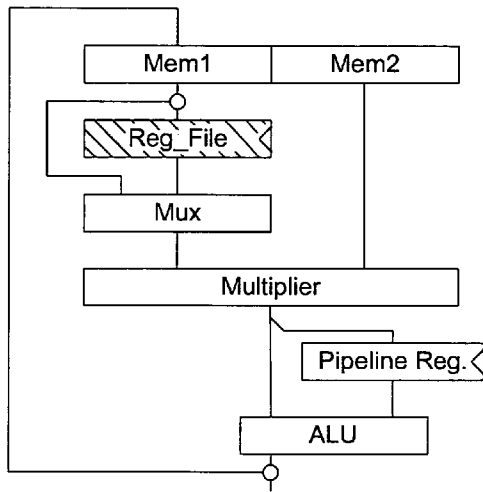 Mem1 Mem2
Reg_File
Mux
Multiplier
Pipeline Reg.
ALU